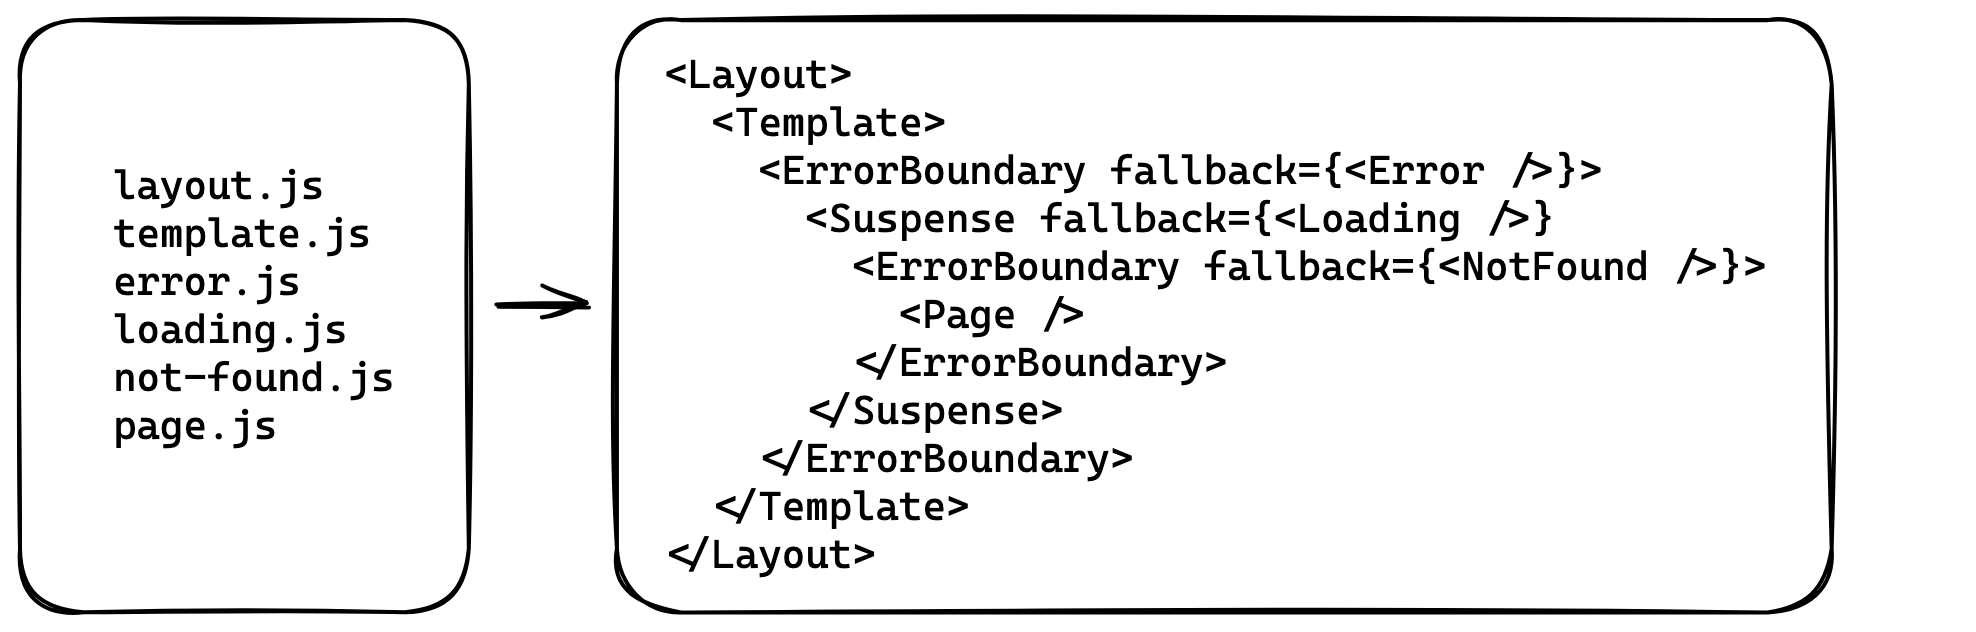 layout.js
template.js
error.js
loading.js
not-found.js
page.js
<Layout>
<Template>
<ErrorBoundary fallback={<Error />}>
<Suspense fallback={<Loading />}
<ErrorBoundary fallback={<NotFound />}>
<Page />
</ErrorBoundary>
</Suspense>
</ErrorBoundary>
</Template>
</Layout>